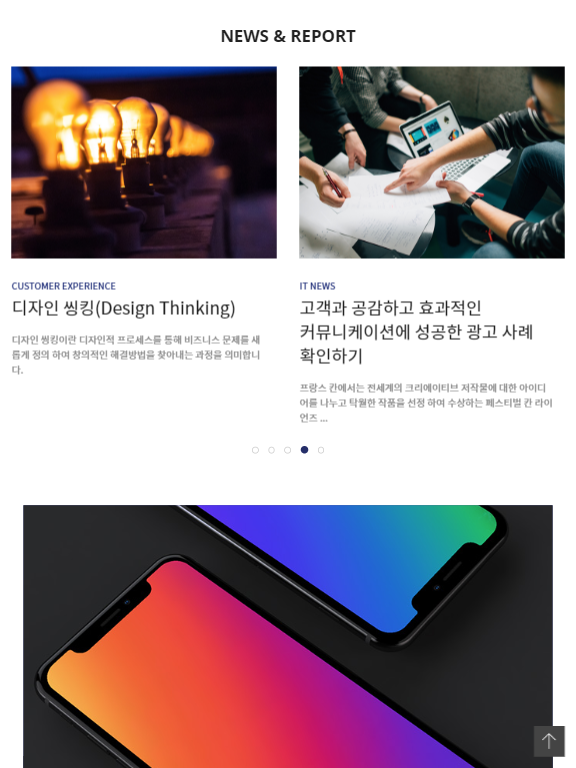 NEWS & REPORT
CUSTOMER EXPERIENCE
디자인 씽킹(Design Thinking)
디자인 씽킹이란 디자인적 프로세스를 통해 비즈니스 문제를 새
롭게 정의 하여 창의적인 해결방법을 찾아내는 과정을 의미합니
다.
IT NEWS
고객과 공감하고 효과적인
커뮤니케이션에 성공한 광고 사례
확인하기
프랑스 칸에서는 전세계의 크리에이티브 저작물에 대한 아이디
어를 나누고 탁월한 작품을 선정 하여 수상하는 페스티벌 칸 라이
언즈 ...